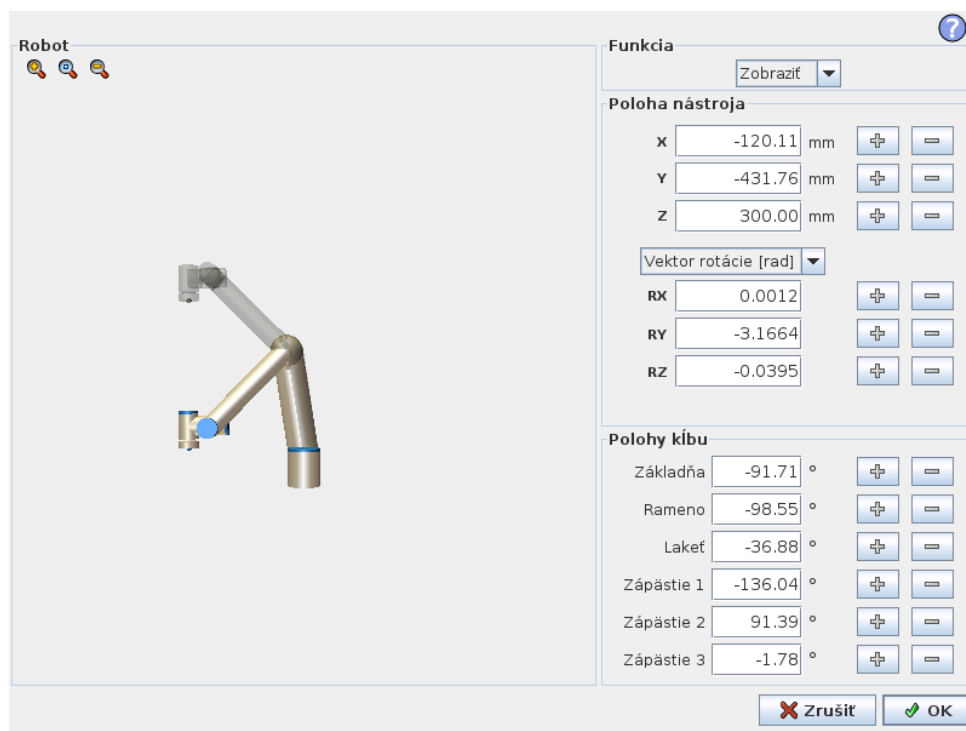 Robot
Funkcia
Zobraziť
Poloha nástroja
X -120.11 mm
Y -431.76 mm
Z 300.00 mm
Vektor rotácie [rad]
RX 0.0012
RY -3.1664
RZ -0.0395
Polohy kĺbu
Základňa -91.71 °
Rameno -98.55 °
Lakeť -36.88 °
Zápästie 1 -136.04 °
Zápästie 2 91.39 °
Zápästie 3 -1.78 °
Zrušiť OK